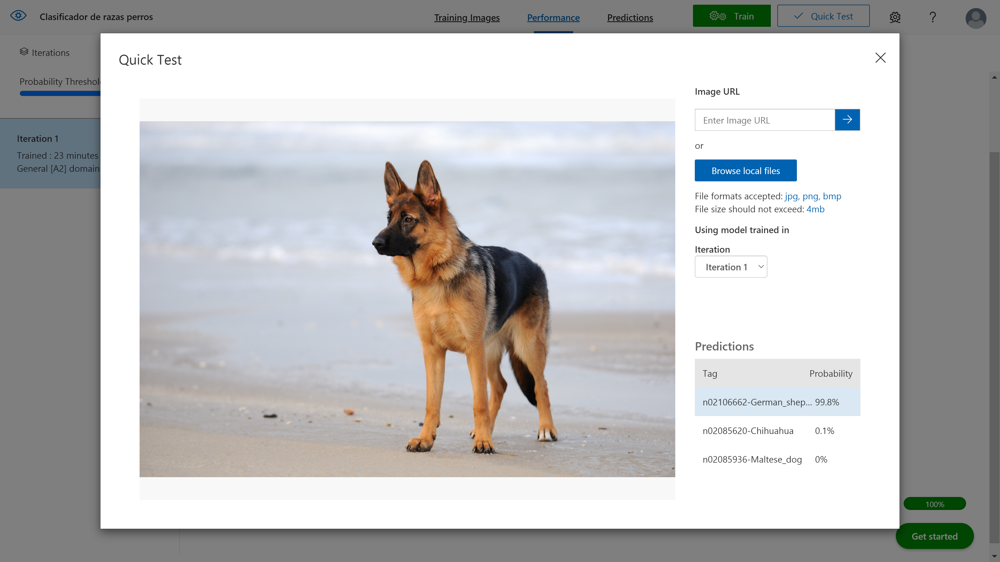 Clasificador de razas perros
Training Images
Performance
Predictions
Train
Quick Test
?
Iterations
Probability Threshol
Iteration 1
Trained : 23 minutes
General [A2] domain
Quick Test
Image URL
Enter Image URL
or
Browse local files
File formats accepted: jpg, png, bmp
File size should not exceed: 4mb
Using model trained in
Iteration
Iteration 1
Predictions
Tag Probability
n02106662-German_shep... 99.8%
n02085620-Chihuahua 0.1%
n02085936-Maltese_dog 0%
100%
Get started